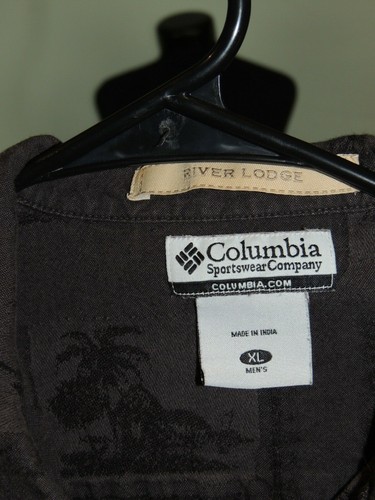 RIVER LODGE
Columbia
Sportswear Company
COLUMBIA.COM
MADE IN INDIA
XL
MEN'S